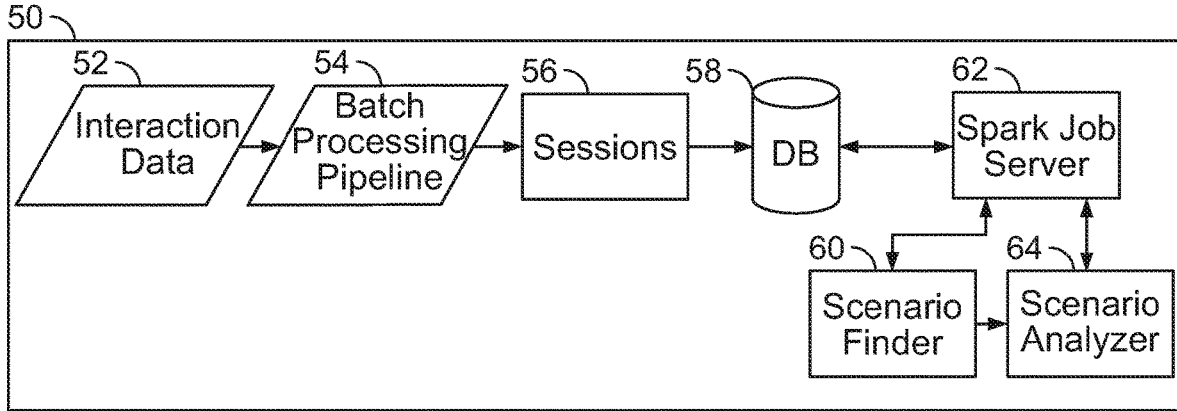 50
52
Interaction
Data
54
Batch
Processing
Pipeline
56
Sessions
58
DB
62
Spark Job
Server
60
Scenario
Finder
64
Scenario
Analyzer